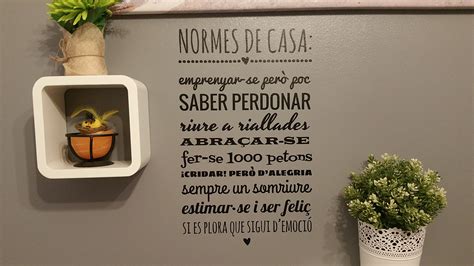 NORMES DE CASA:
emprenyar-se però poc
SABER PERDONAR
riure a riallades
ABRAÇAR-SE
fer-se 1000 petons
¡CRIDAR! PERÒ D'ALEGRIA
sempre un somriure
estimar-se i ser feliç
SI ES PLORA QUE SIGUI D'EMOCIÓ